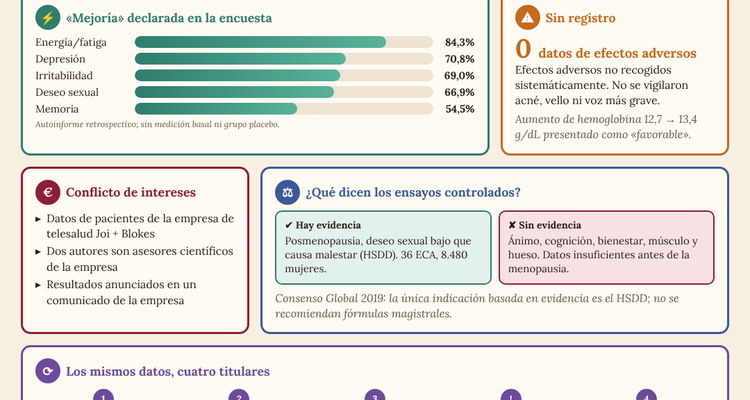 «Mejoría» declarada en la encuesta
Energía/fatiga 84,3%
Depresión 70,8%
Irritabilidad 69,0%
Deseo sexual 66,9%
Memoria 54,5%
Autoinforme retrospectivo; sin medición basal ni grupo placebo.
Sin registro
0 datos de efectos adversos
Efectos adversos no recogidos
sistemáticamente. No se vigilaron
acné, vello ni voz más grave.
Aumento de hemoglobina 12,7 → 13,4
g/dL presentado como «favorable».
€ Conflicto de intereses
▸ Datos de pacientes de la empresa de
telesalud Joi + Blokes
▸ Dos autores son asesores científicos
de la empresa
▸ Resultados anunciados en un
comunicado de la empresa
¿Qué dicen los ensayos controlados?
✔ Hay evidencia
Posmenopausia, deseo sexual bajo que
causa malestar (HSDD). 36 ECA, 8.480
mujeres.
✘ Sin evidencia
Ánimo, cognición, bienestar, músculo y
hueso. Datos insuficientes antes de la
menopausia.
Consenso Global 2019: la única indicación basada en evidencia es el HSDD; no se
recomiendan fórmulas magistrales.
Los mismos datos, cuatro titulares
1 2 3 ! 4